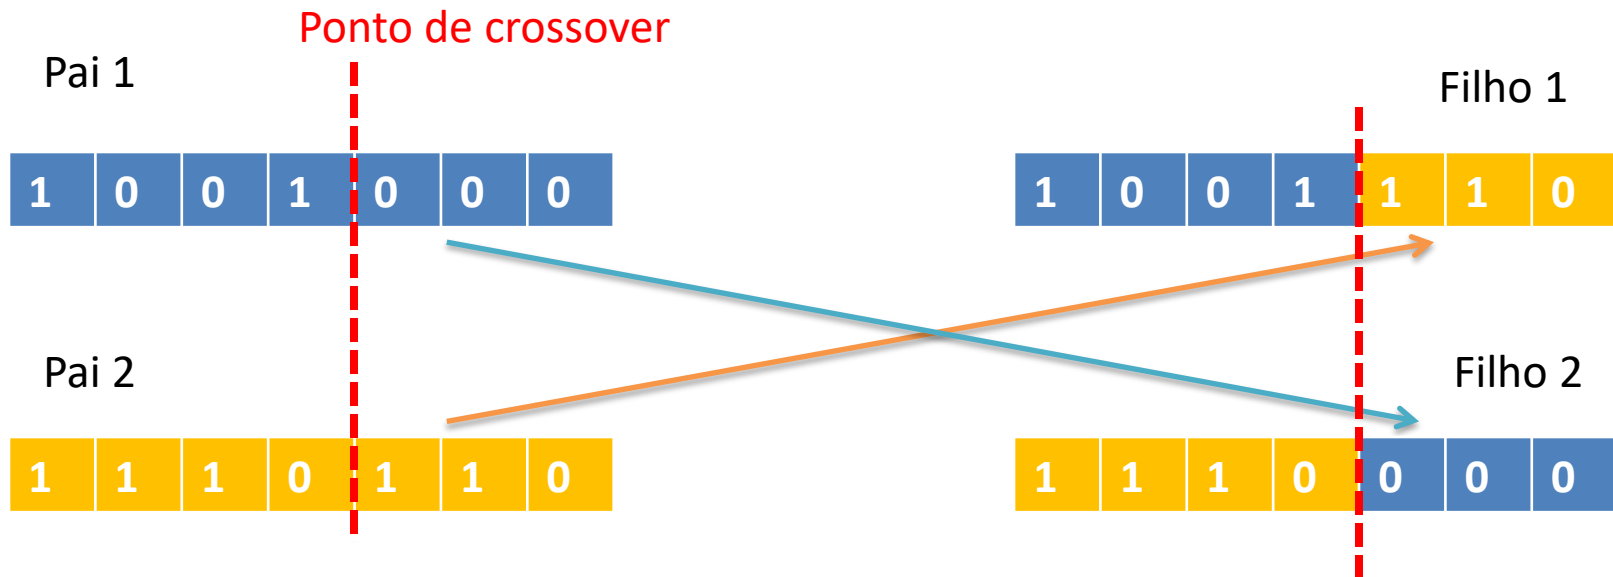 Ponto de crossover
Pai 1
Filho 1
1 0 0 1 0 0 0
1 0 0 1 1 1 0
Pai 2
Filho 2
1 1 1 0 1 1 0
1 1 1 0 0 0 0